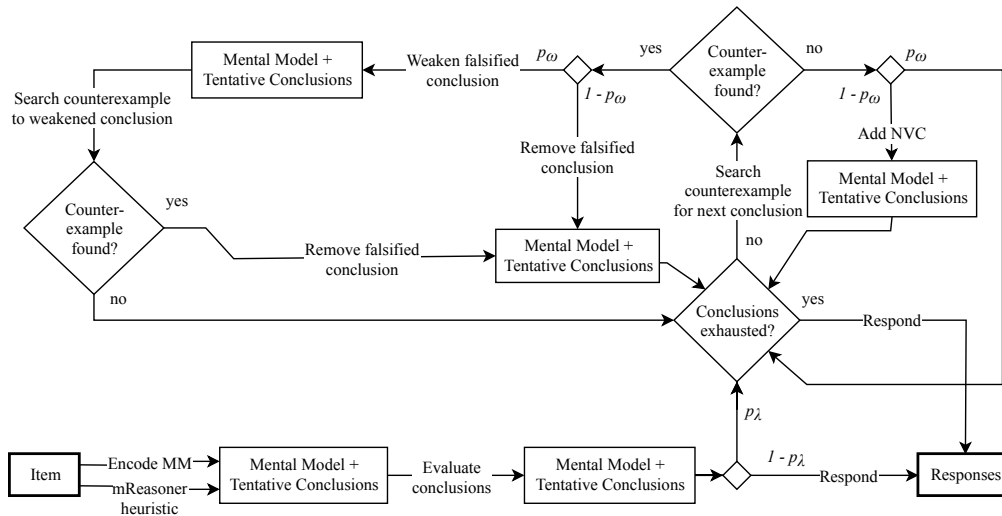 Mental Model +
Tentative Conclusions
Weaken falsified
conclusion
pω
yes
Counter-
example
found?
no
pω
1 - pω
1 - pω
Search counterexample
to weakened conclusion
Add NVC
Remove falsified
conclusion
Search
counterexample
for next conclusion
Mental Model +
Tentative Conclusions
Counter-
example
found?
yes
no
Remove falsified
conclusion
Mental Model +
Tentative Conclusions
no
Conclusions
exhausted?
yes
Respond
pλ
Item
Encode MM
mReasoner
heuristic
Mental Model +
Tentative Conclusions
Evaluate
conclusions
Mental Model +
Tentative Conclusions
1 - pλ
Respond
Responses